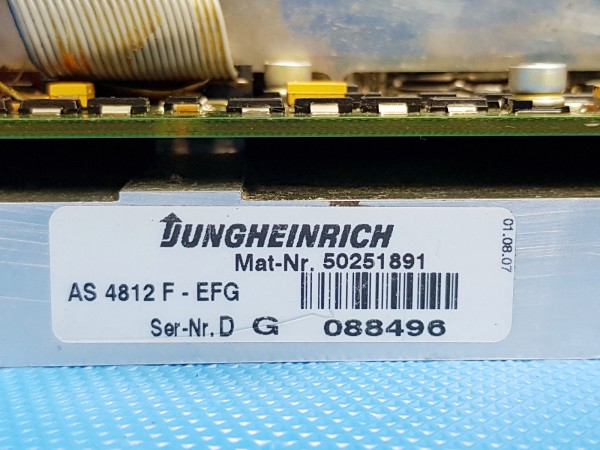 JUNGHEINRICH
Mat-Nr. 50251891
AS 4812 F - EFG
Ser-Nr. D G 088496
01.08.07